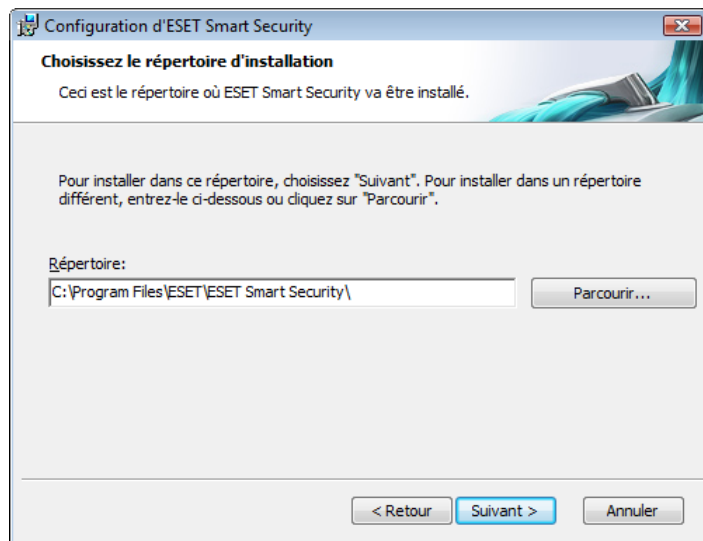 Configuration d'ESET Smart Security
Choisissez le répertoire d'installation
Ceci est le répertoire où ESET Smart Security va être installé.
Pour installer dans ce répertoire, choisissez "Suivant". Pour installer dans un répertoire
différent, entrez-le ci-dessous ou cliquez sur "Parcourir".
Répertoire:
C:\Program Files\ESET\ESET Smart Security\
Parcourir...
< Retour
Suivant >
Annuler